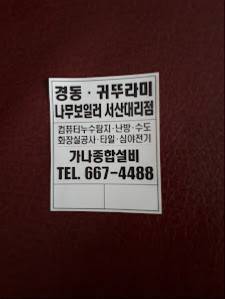 경동 · 귀뚜라미
나무보일러 서산대리점
컴퓨터누수탐지·난방·수도
화장실공사·타일·심야전기
가나종합설비
TEL. 667-4488